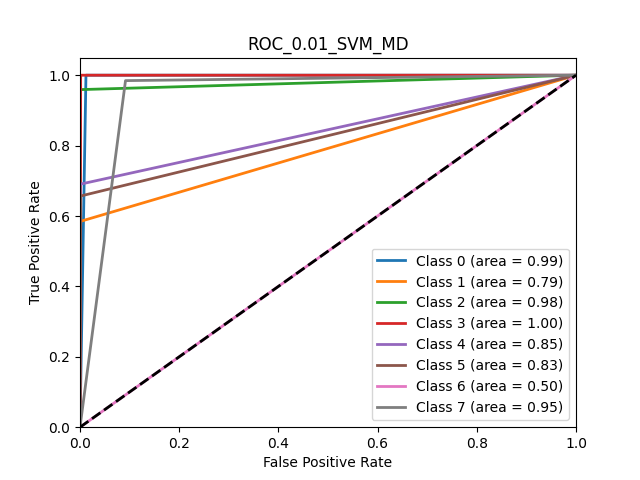 ROC_0.01_SVM_MD
True Positive Rate
1.0
0.8
0.6
0.4
0.2
0.0
Class 0 (area = 0.99)
Class 1 (area = 0.79)
Class 2 (area = 0.98)
Class 3 (area = 1.00)
Class 4 (area = 0.85)
Class 5 (area = 0.83)
Class 6 (area = 0.50)
Class 7 (area = 0.95)
0.0 0.2 0.4 0.6 0.8 1.0
False Positive Rate